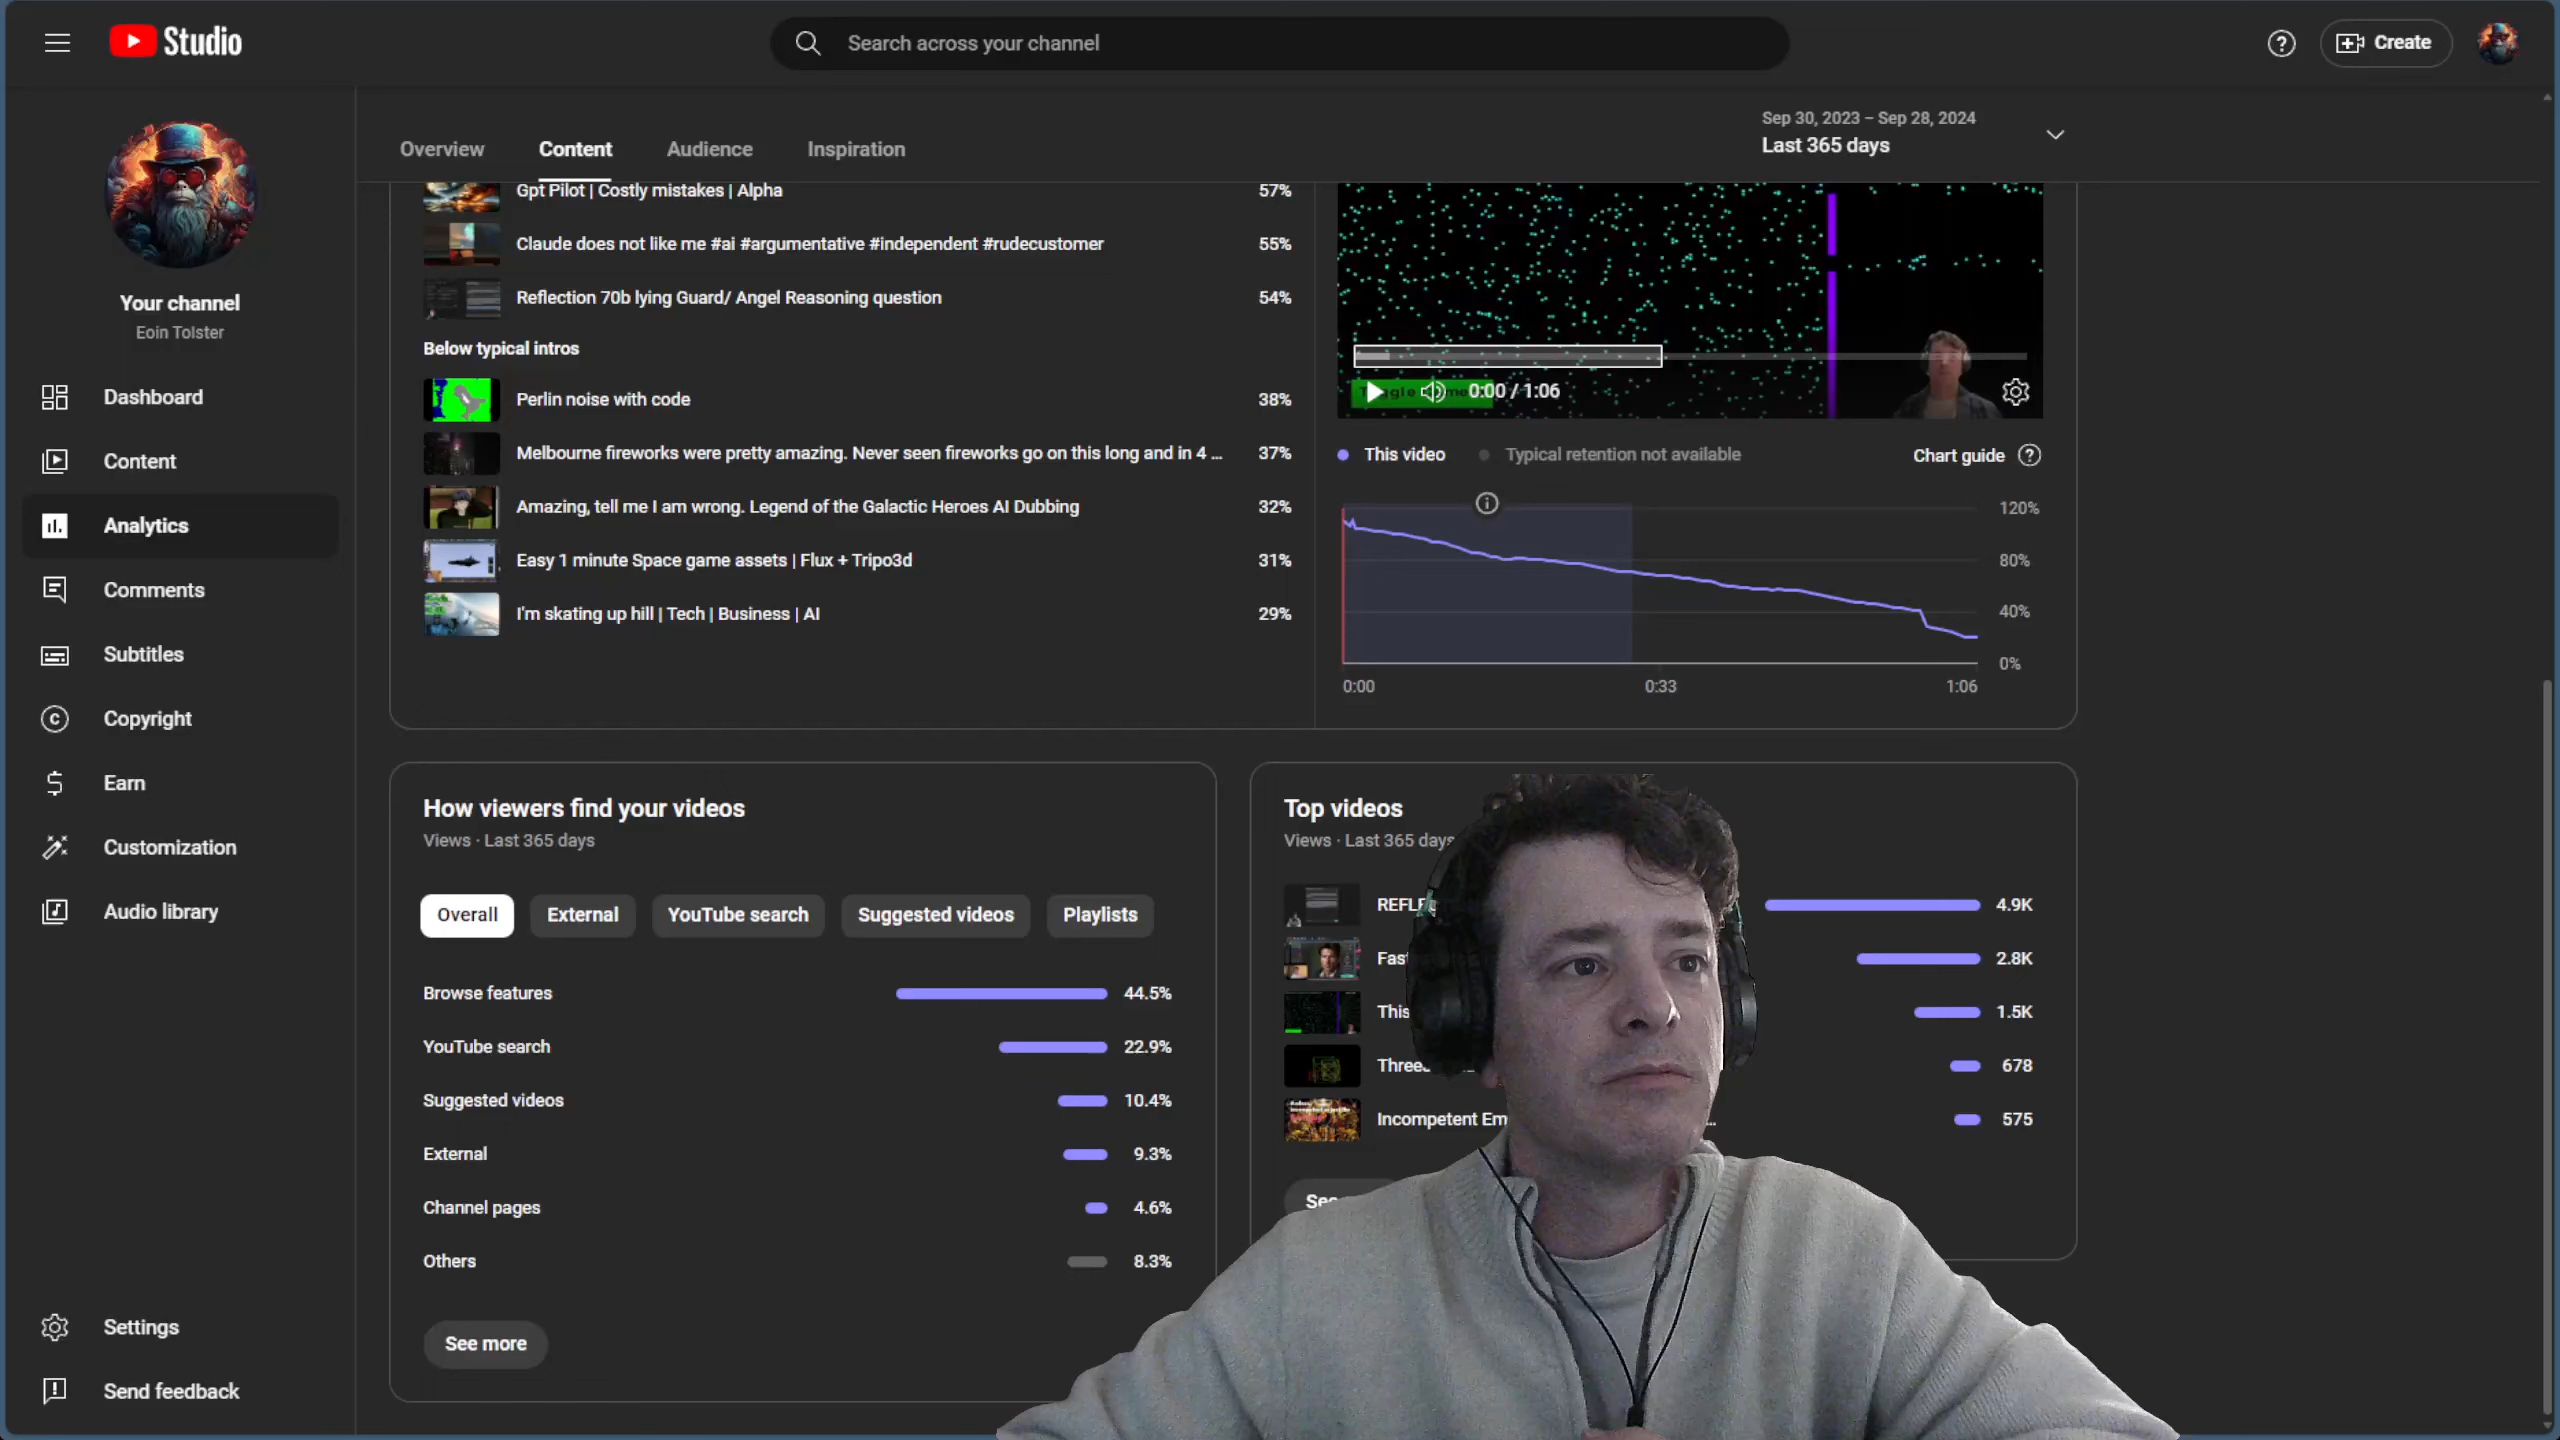 Studio
Search across your channel
Create
Your channel
Eoin Tolster
Dashboard
Content
Analytics
Comments
Subtitles
Copyright
Earn
Customization
Audio library
Settings
Send feedback
Overview
Content
Audience
Inspiration
Sep 30, 2023 – Sep 28, 2024
Last 365 days
Gpt Pilot | Costly mistakes | Alpha 57%
Claude does not like me #ai #argumentative #independent #rudecustomer 55%
Reflection 70b lying Guard/ Angel Reasoning question 54%
Below typical intros
Perlin noise with code 38%
Melbourne fireworks were pretty amazing. Never seen fireworks go on this long and in 4 ... 37%
Amazing, tell me I am wrong. Legend of the Galactic Heroes AI Dubbing 32%
Easy 1 minute Space game assets | Flux + Tripo3d 31%
I'm skating up hill | Tech | Business | AI 29%
0:00 / 1:06
This video
Typical retention not available
Chart guide
120%
80%
40%
0%
0:00
0:33
1:06
How viewers find your videos
Views · Last 365 days
Overall
External
YouTube search
Suggested videos
Playlists
Browse features 44.5%
YouTube search 22.9%
Suggested videos 10.4%
External 9.3%
Channel pages 4.6%
Others 8.3%
See more
Top videos
Views · Last 365 days
4.9K
2.8K
This 1.5K
678
Incompetent 575